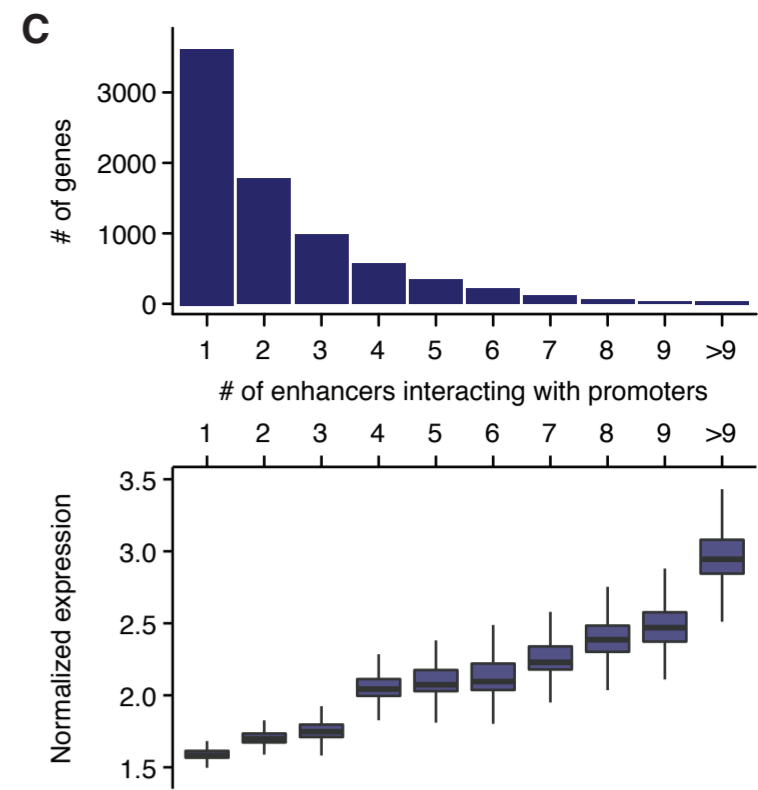 C
# of genes
3000
2000
1000
0
1 2 3 4 5 6 7 8 9 >9
# of enhancers interacting with promoters
1 2 3 4 5 6 7 8 9 >9
Normalized expression
3.5
3.0
2.5
2.0
1.5